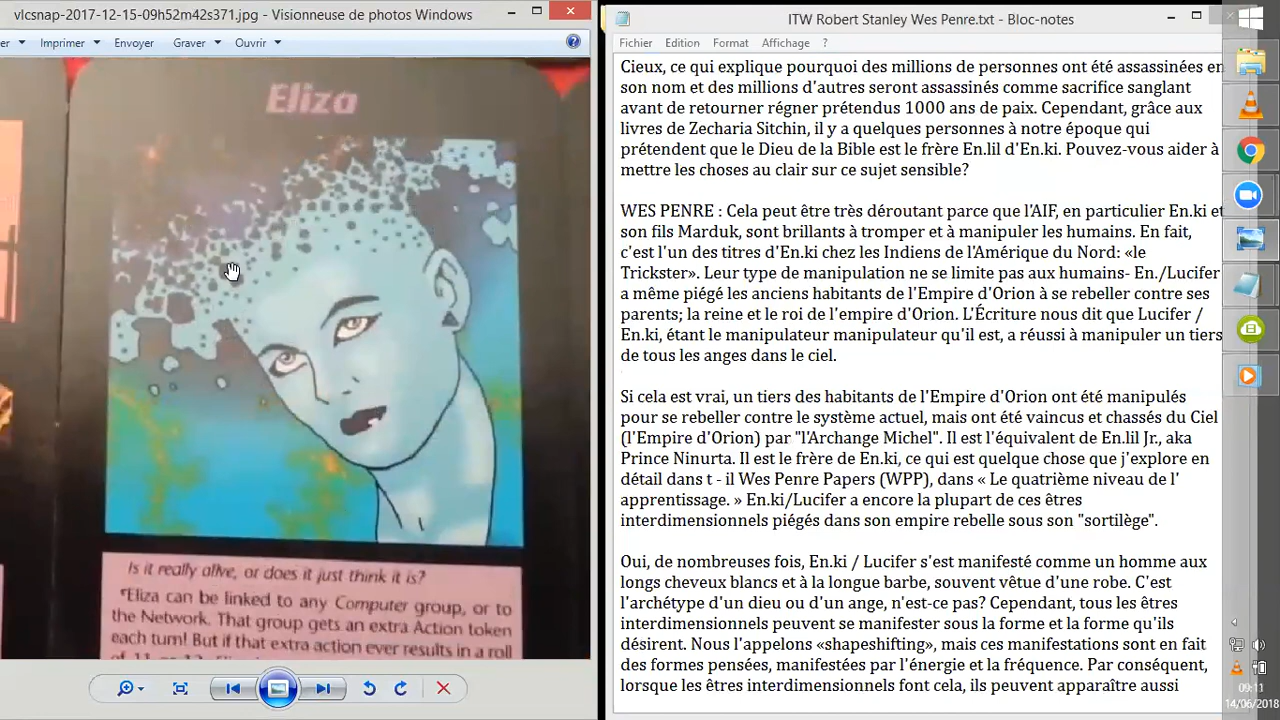 vlcsnap-2017-12-15-09h52m42s371.jpg - Visionneuse de photos Windows
Imprimer Envoyer Graver Ouvrir
Eliza
Is it really alive, or does it just think it is?
Eliza can be linked to any Computer group, or to
the Network. That group gets an extra Action token
each turn! But if that extra action ever results in a roll
ITW Robert Stanley Wes Penre.txt - Bloc-notes
Fichier Edition Format Affichage ?
Cieux, ce qui explique pourquoi des millions de personnes ont été assassinées en
son nom et des millions d'autres seront assassinés comme sacrifice sanglant
avant de retourner régner prétendus 1000 ans de paix. Cependant, grâce aux
livres de Zecharia Sitchin, il y a quelques personnes à notre époque qui
prétendent que le Dieu de la Bible est le frère En.lil d'En.ki. Pouvez-vous aider à
mettre les choses au clair sur ce sujet sensible?
WES PENRE : Cela peut être très déroutant parce que l'AIF, en particulier En.ki et
son fils Marduk, sont brillants à tromper et à manipuler les humains. En fait,
c'est l'un des titres d'En.ki chez les Indiens de l'Amérique du Nord: «le
Trickster». Leur type de manipulation ne se limite pas aux humains- En./Lucifer
a même piégé les anciens habitants de l'Empire d'Orion à se rebeller contre ses
parents; la reine et le roi de l'empire d'Orion. L'Écriture nous dit que Lucifer /
En.ki, étant le manipulateur manipulateur qu'il est, a réussi à manipuler un tiers
de tous les anges dans le ciel.
Si cela est vrai, un tiers des habitants de l'Empire d'Orion ont été manipulés
pour se rebeller contre le système actuel, mais ont été vaincus et chassés du Ciel
(l'Empire d'Orion) par "l'Archange Michel". Il est l'équivalent de En.lil Jr., aka
Prince Ninurta. Il est le frère de En.ki, ce qui est quelque chose que j'explore en
détail dans t - il Wes Penre Papers (WPP), dans « Le quatrième niveau de l'
apprentissage. » En.ki/Lucifer a encore la plupart de ces êtres
interdimensionnels piégés dans son empire rebelle sous son "sortilège".
Oui, de nombreuses fois, En.ki / Lucifer s'est manifesté comme un homme aux
longs cheveux blancs et à la longue barbe, souvent vêtue d'une robe. C'est
l'archétype d'un dieu ou d'un ange, n'est-ce pas? Cependant, tous les êtres
interdimensionnels peuvent se manifester sous la forme et la forme qu'ils
désirent. Nous l'appelons «shapeshifting», mais ces manifestations sont en fait
des formes pensées, manifestées par l'énergie et la fréquence. Par conséquent,
lorsque les êtres interdimensionnels font cela, ils peuvent apparaître aussi
09:11
14/06/2018